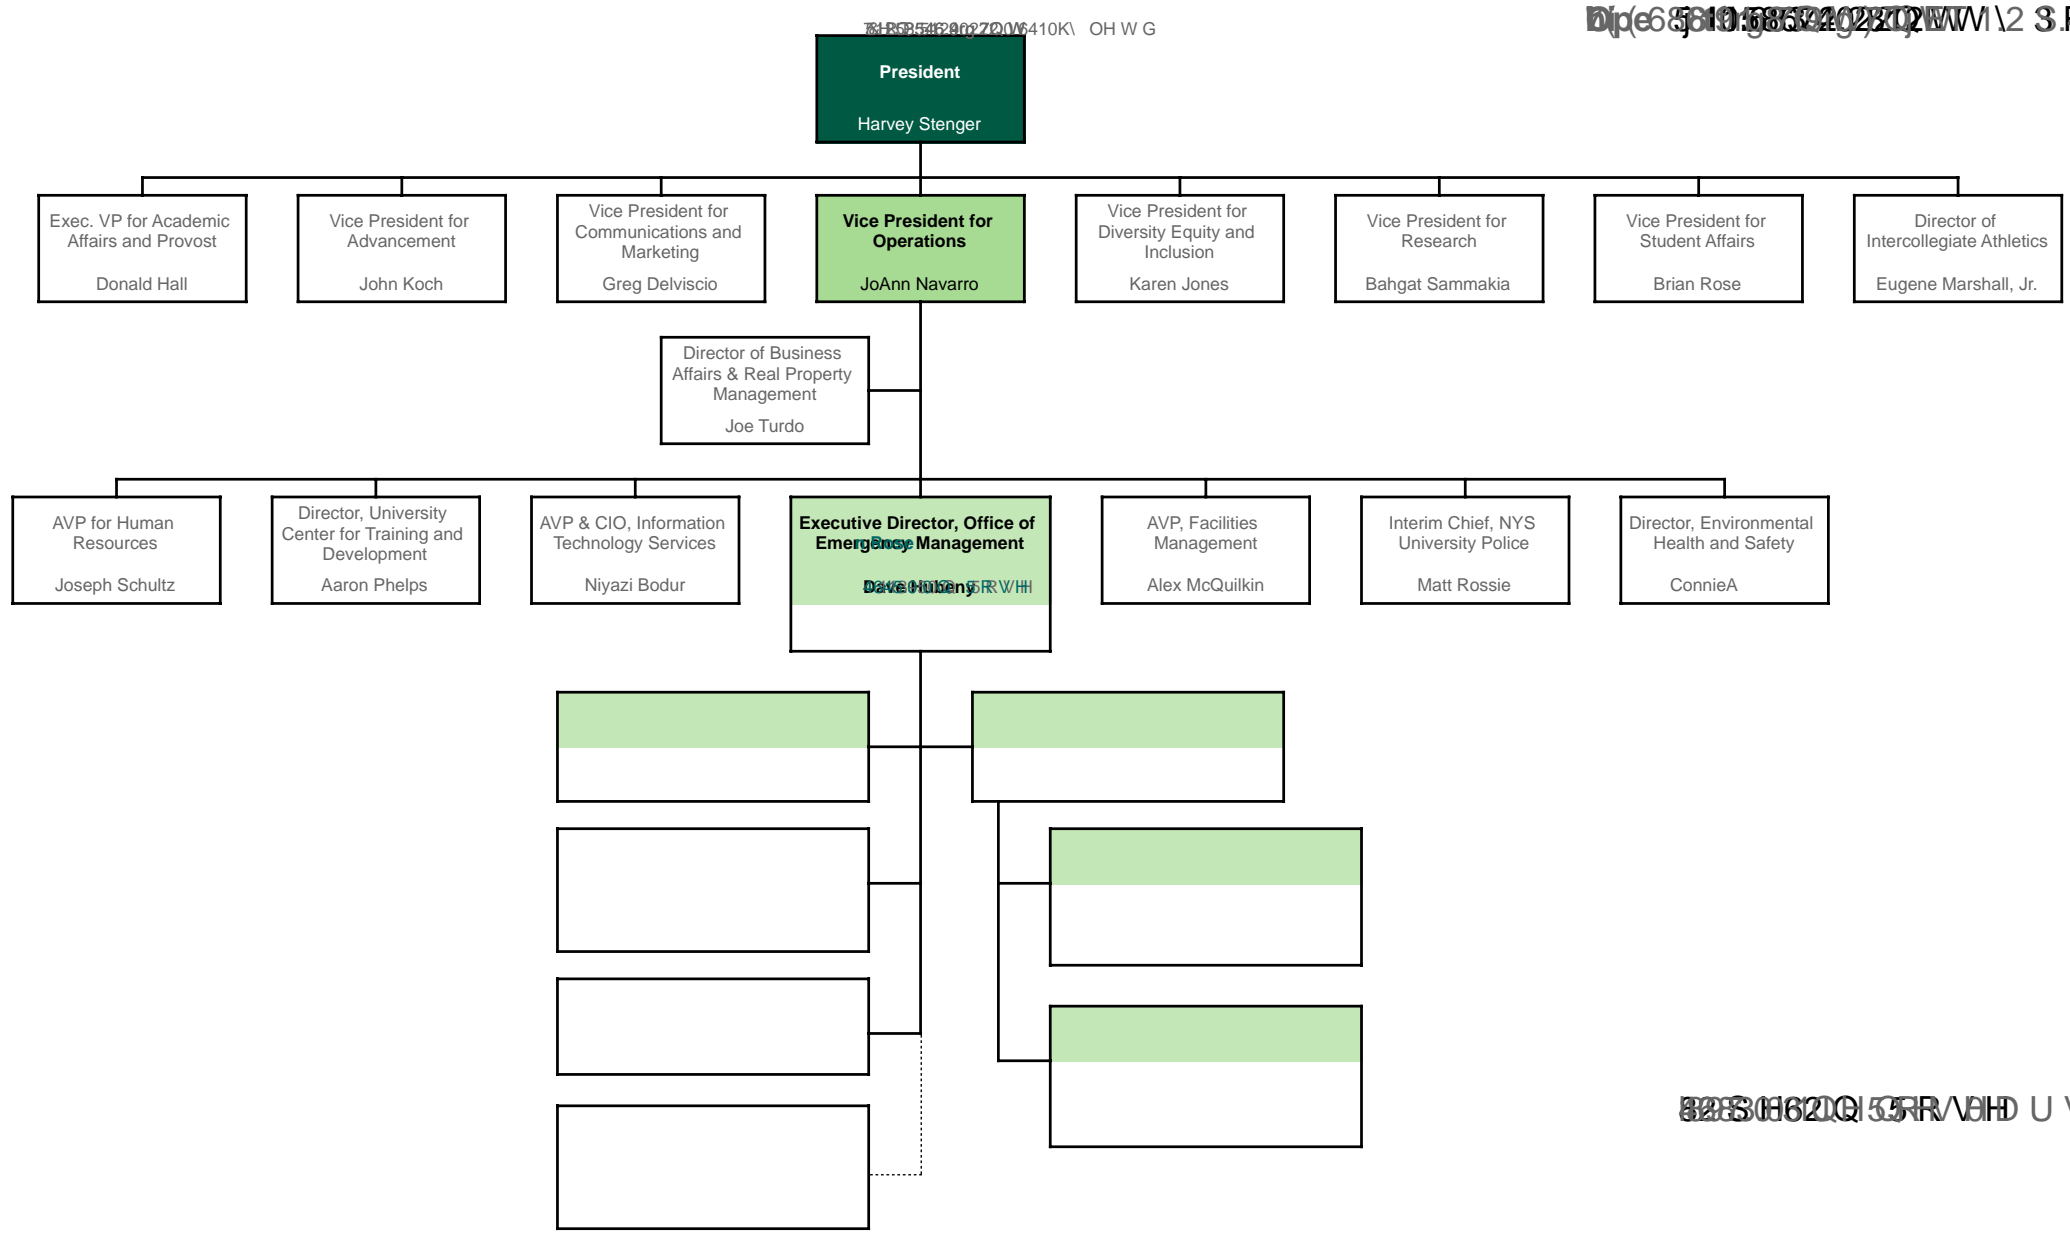 President
Harvey Stenger
Exec. VP for Academic
Affairs and Provost
Donald Hall
Vice President for
Advancement
John Koch
Vice President for
Communications and
Marketing
Greg Delviscio
Vice President for
Operations
JoAnn Navarro
Vice President for
Diversity Equity and
Inclusion
Karen Jones
Vice President for
Research
Bahgat Sammakia
Vice President for
Student Affairs
Brian Rose
Director of
Intercollegiate Athletics
Eugene Marshall, Jr.
Director of Business
Affairs & Real Property
Management
Joe Turdo
AVP for Human
Resources
Joseph Schultz
Director, University
Center for Training and
Development
Aaron Phelps
AVP & CIO, Information
Technology Services
Niyazi Bodur
Executive Director, Office of
Emergency Management
Dave Hubeny
AVP, Facilities
Management
Alex McQuilkin
Interim Chief, NYS
University Police
Matt Rossie
Director, Environmental
Health and Safety
ConnieA